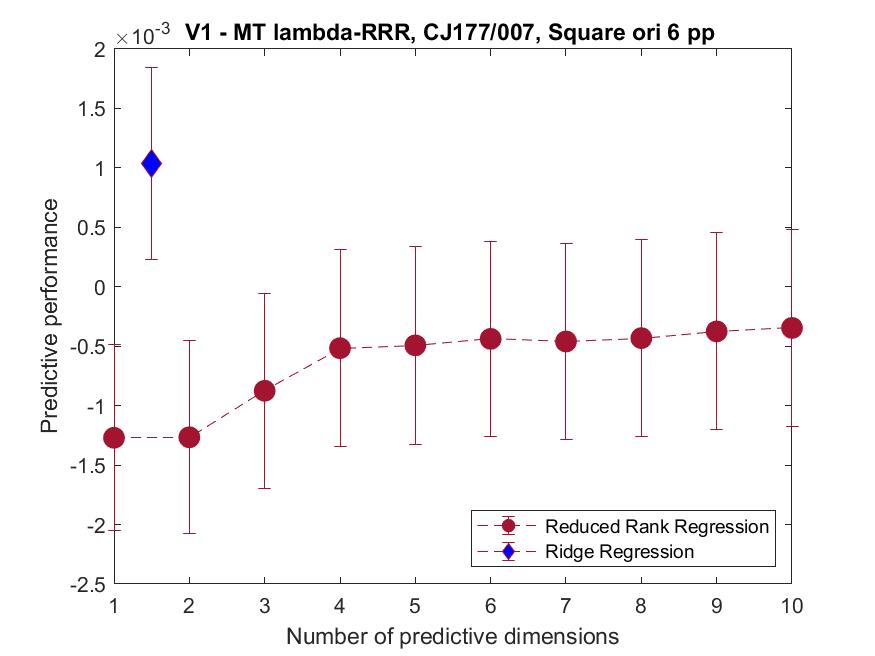 ×10-3
V1 - MT lambda-RRR, CJ177/007, Square ori 6 pp
2
1.5
1
0.5
0
-0.5
-1
-1.5
-2
-2.5
Predictive performance
1 2 3 4 5 6 7 8 9 10
Number of predictive dimensions
Reduced Rank Regression
Ridge Regression